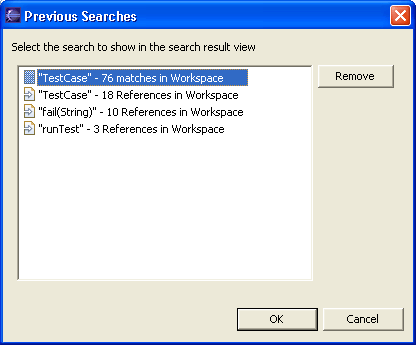 Previous Searches
Select the search to show in the search result view
"TestCase" - 76 matches in Workspace
Remove
"TestCase" - 18 References in Workspace
"fail(String)" - 10 References in Workspace
"runTest" - 3 References in Workspace
OK
Cancel